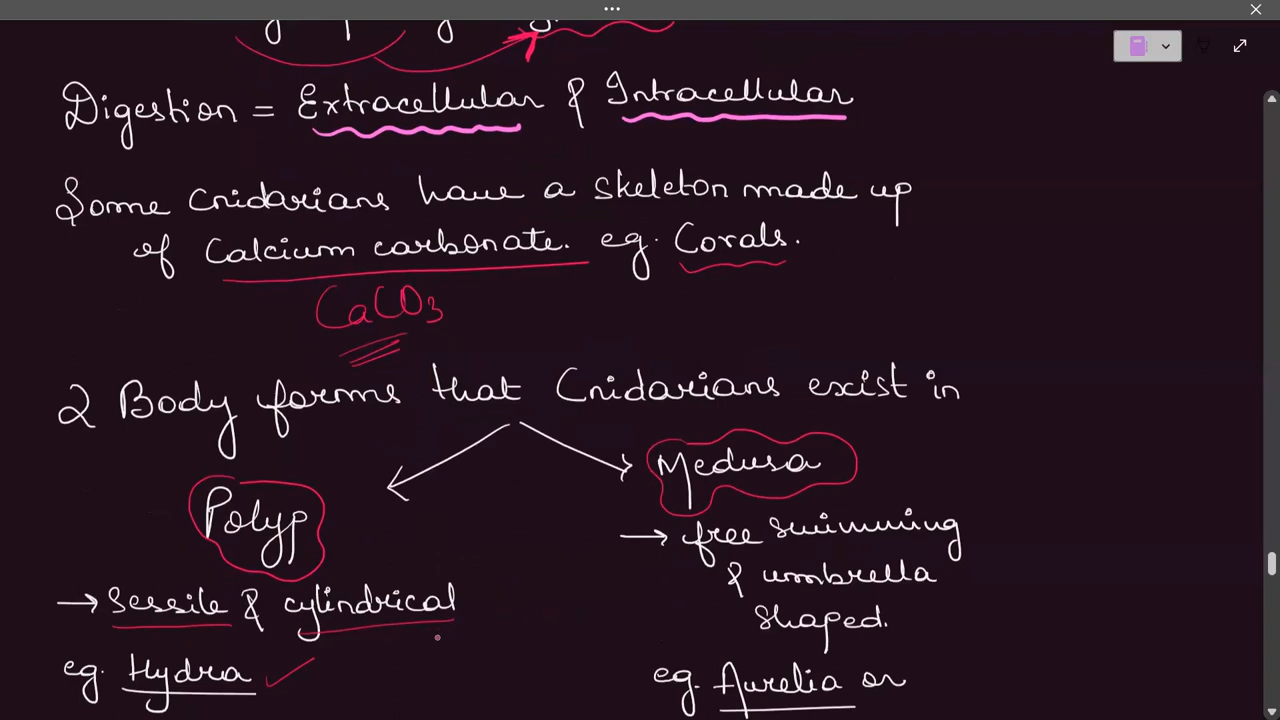 Digestion = Extracellular & Intracellular
Some Cnidarians have a skeleton made up
of Calcium carbonate. eg. Corals.
CaCO3
2 Body forms that Cnidarians exist in
Polyp
→ Sessile & cylindrical
eg. Hydra
Medusa
→ free swimming
& umbrella
shaped.
eg. Aurelia or